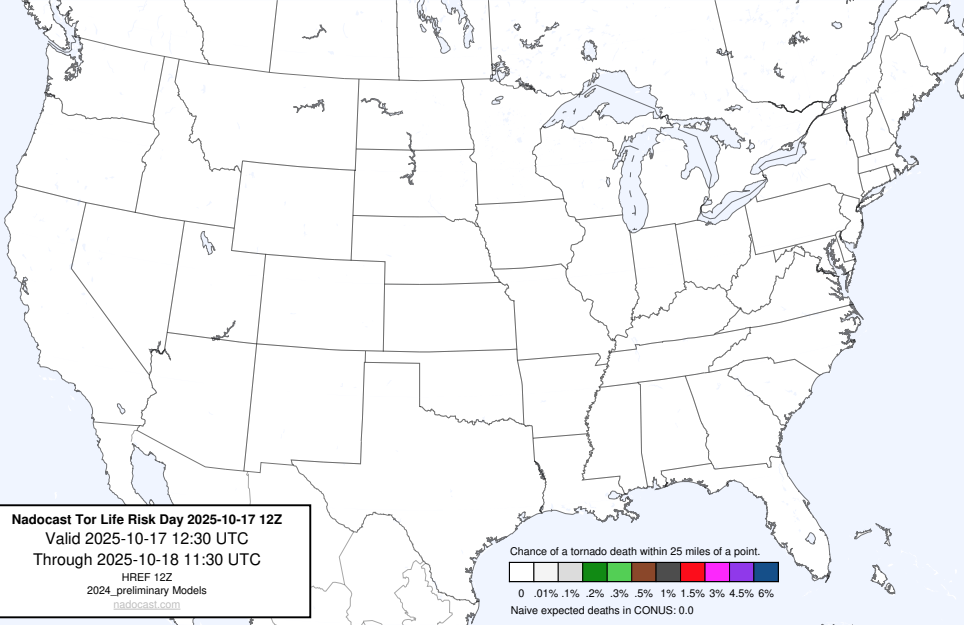 Nadocast Tor Life Risk Day 2025-10-17 12Z
Valid 2025-10-17 12:30 UTC
Through 2025-10-18 11:30 UTC
HREF 12Z
2024_preliminary Models
nadocast.com
Chance of a tornado death within 25 miles of a point.
0 .01% .1% .2% .3% .5% 1% 1.5% 3% 4.5% 6%
Naive expected deaths in CONUS: 0.0